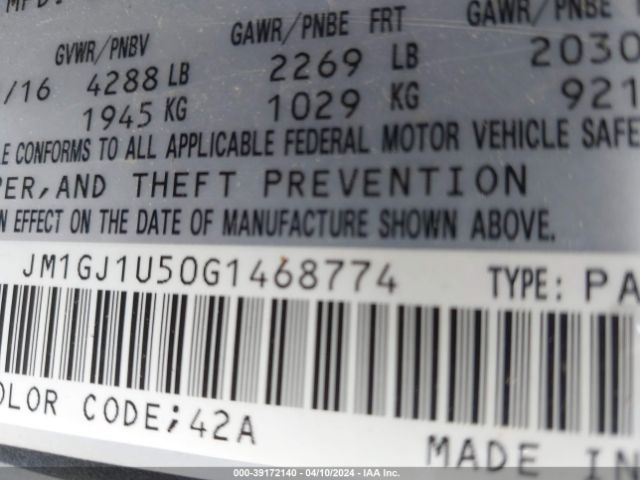 MFD.
GVWR/PNBV GAWR/PNBE FRT GAWR/PNBE
/16 4288 LB 2269 LB 2030
1945 KG 1029 KG 921
LE CONFORMS TO ALL APPLICABLE FEDERAL MOTOR VEHICLE SAFE
PER, AND THEFT PREVENTION
N EFFECT ON THE DATE OF MANUFACTURE SHOWN ABOVE.
JM1GJ1U50G1468774 TYPE: PA
OLOR CODE; 42A
MADE IN
000-39172140 - 04/10/2024 - IAA Inc.